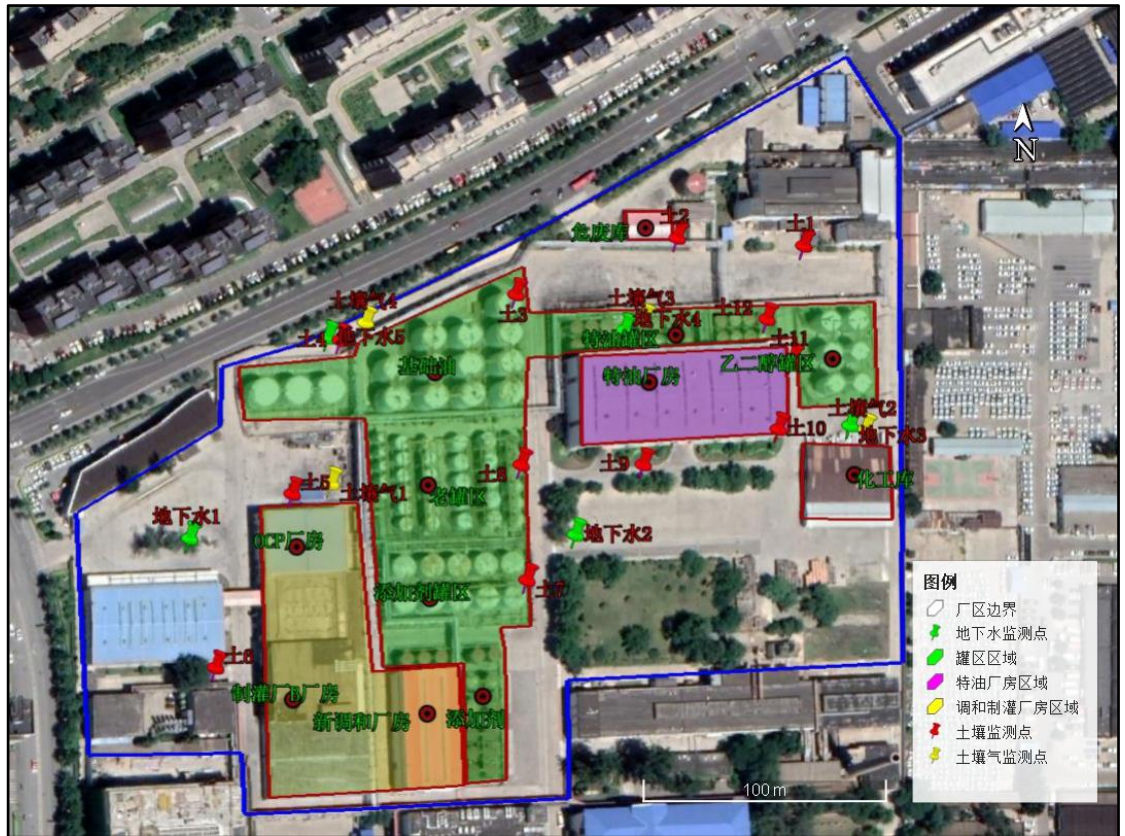 N
土1
土2
危废库
土壤气4
土3
土壤气3
土12
土4
地下水5
特油罐区
地下水4
土11
基础油
特油厂房
乙二醇罐区
土壤气2
土10
地下水3
土8
土9
土5
土壤气1
老罐区
化工库
地下水1
OCP厂房
地下水2
添加剂罐区
土7
土6
制灌厂B厂房
新调和厂房
添加剂
图例
厂区边界
地下水监测点
罐区区域
特油厂房区域
调和制灌厂房区域
土壤监测点
土壤气监测点
100 m